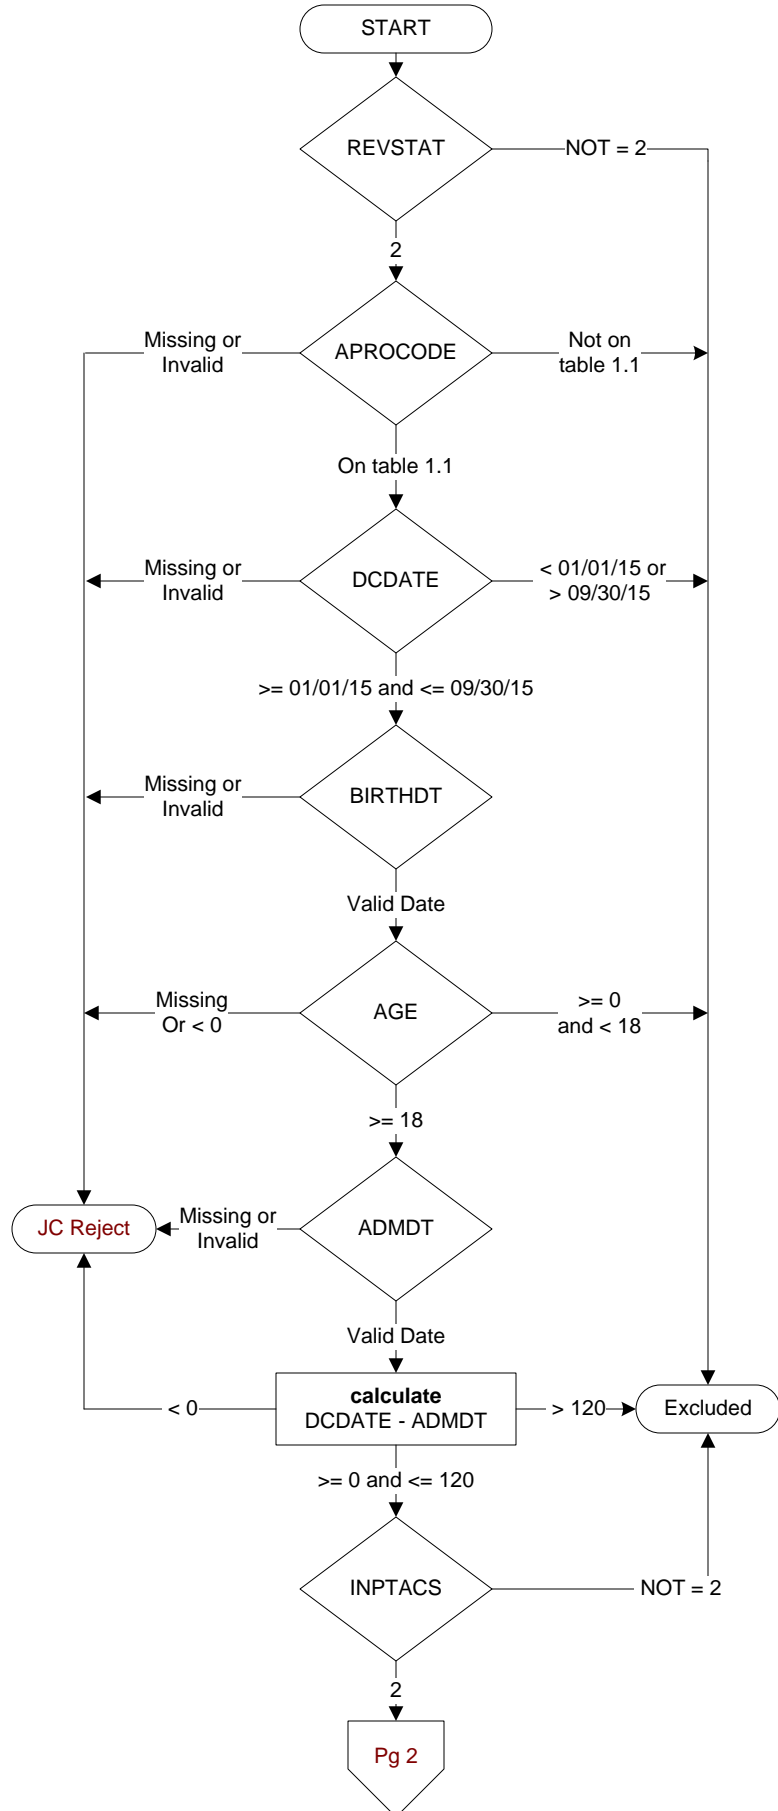 START
REVSTAT
NOT = 2
2
Missing or
Invalid
APROCODE
Not on
table 1.1
On table 1.1
Missing or
Invalid
DCDATE
< 01/01/15 or
> 09/30/15
>= 01/01/15 and <= 09/30/15
Missing or
Invalid
BIRTHDT
Valid Date
Missing
Or < 0
AGE
>= 0
and < 18
>= 18
JC Reject
Missing or
Invalid
ADMDT
Valid Date
< 0
calculate
DCDATE - ADMDT
> 120
Excluded
>= 0 and <= 120
INPTACS
NOT = 2
2
Pg 2